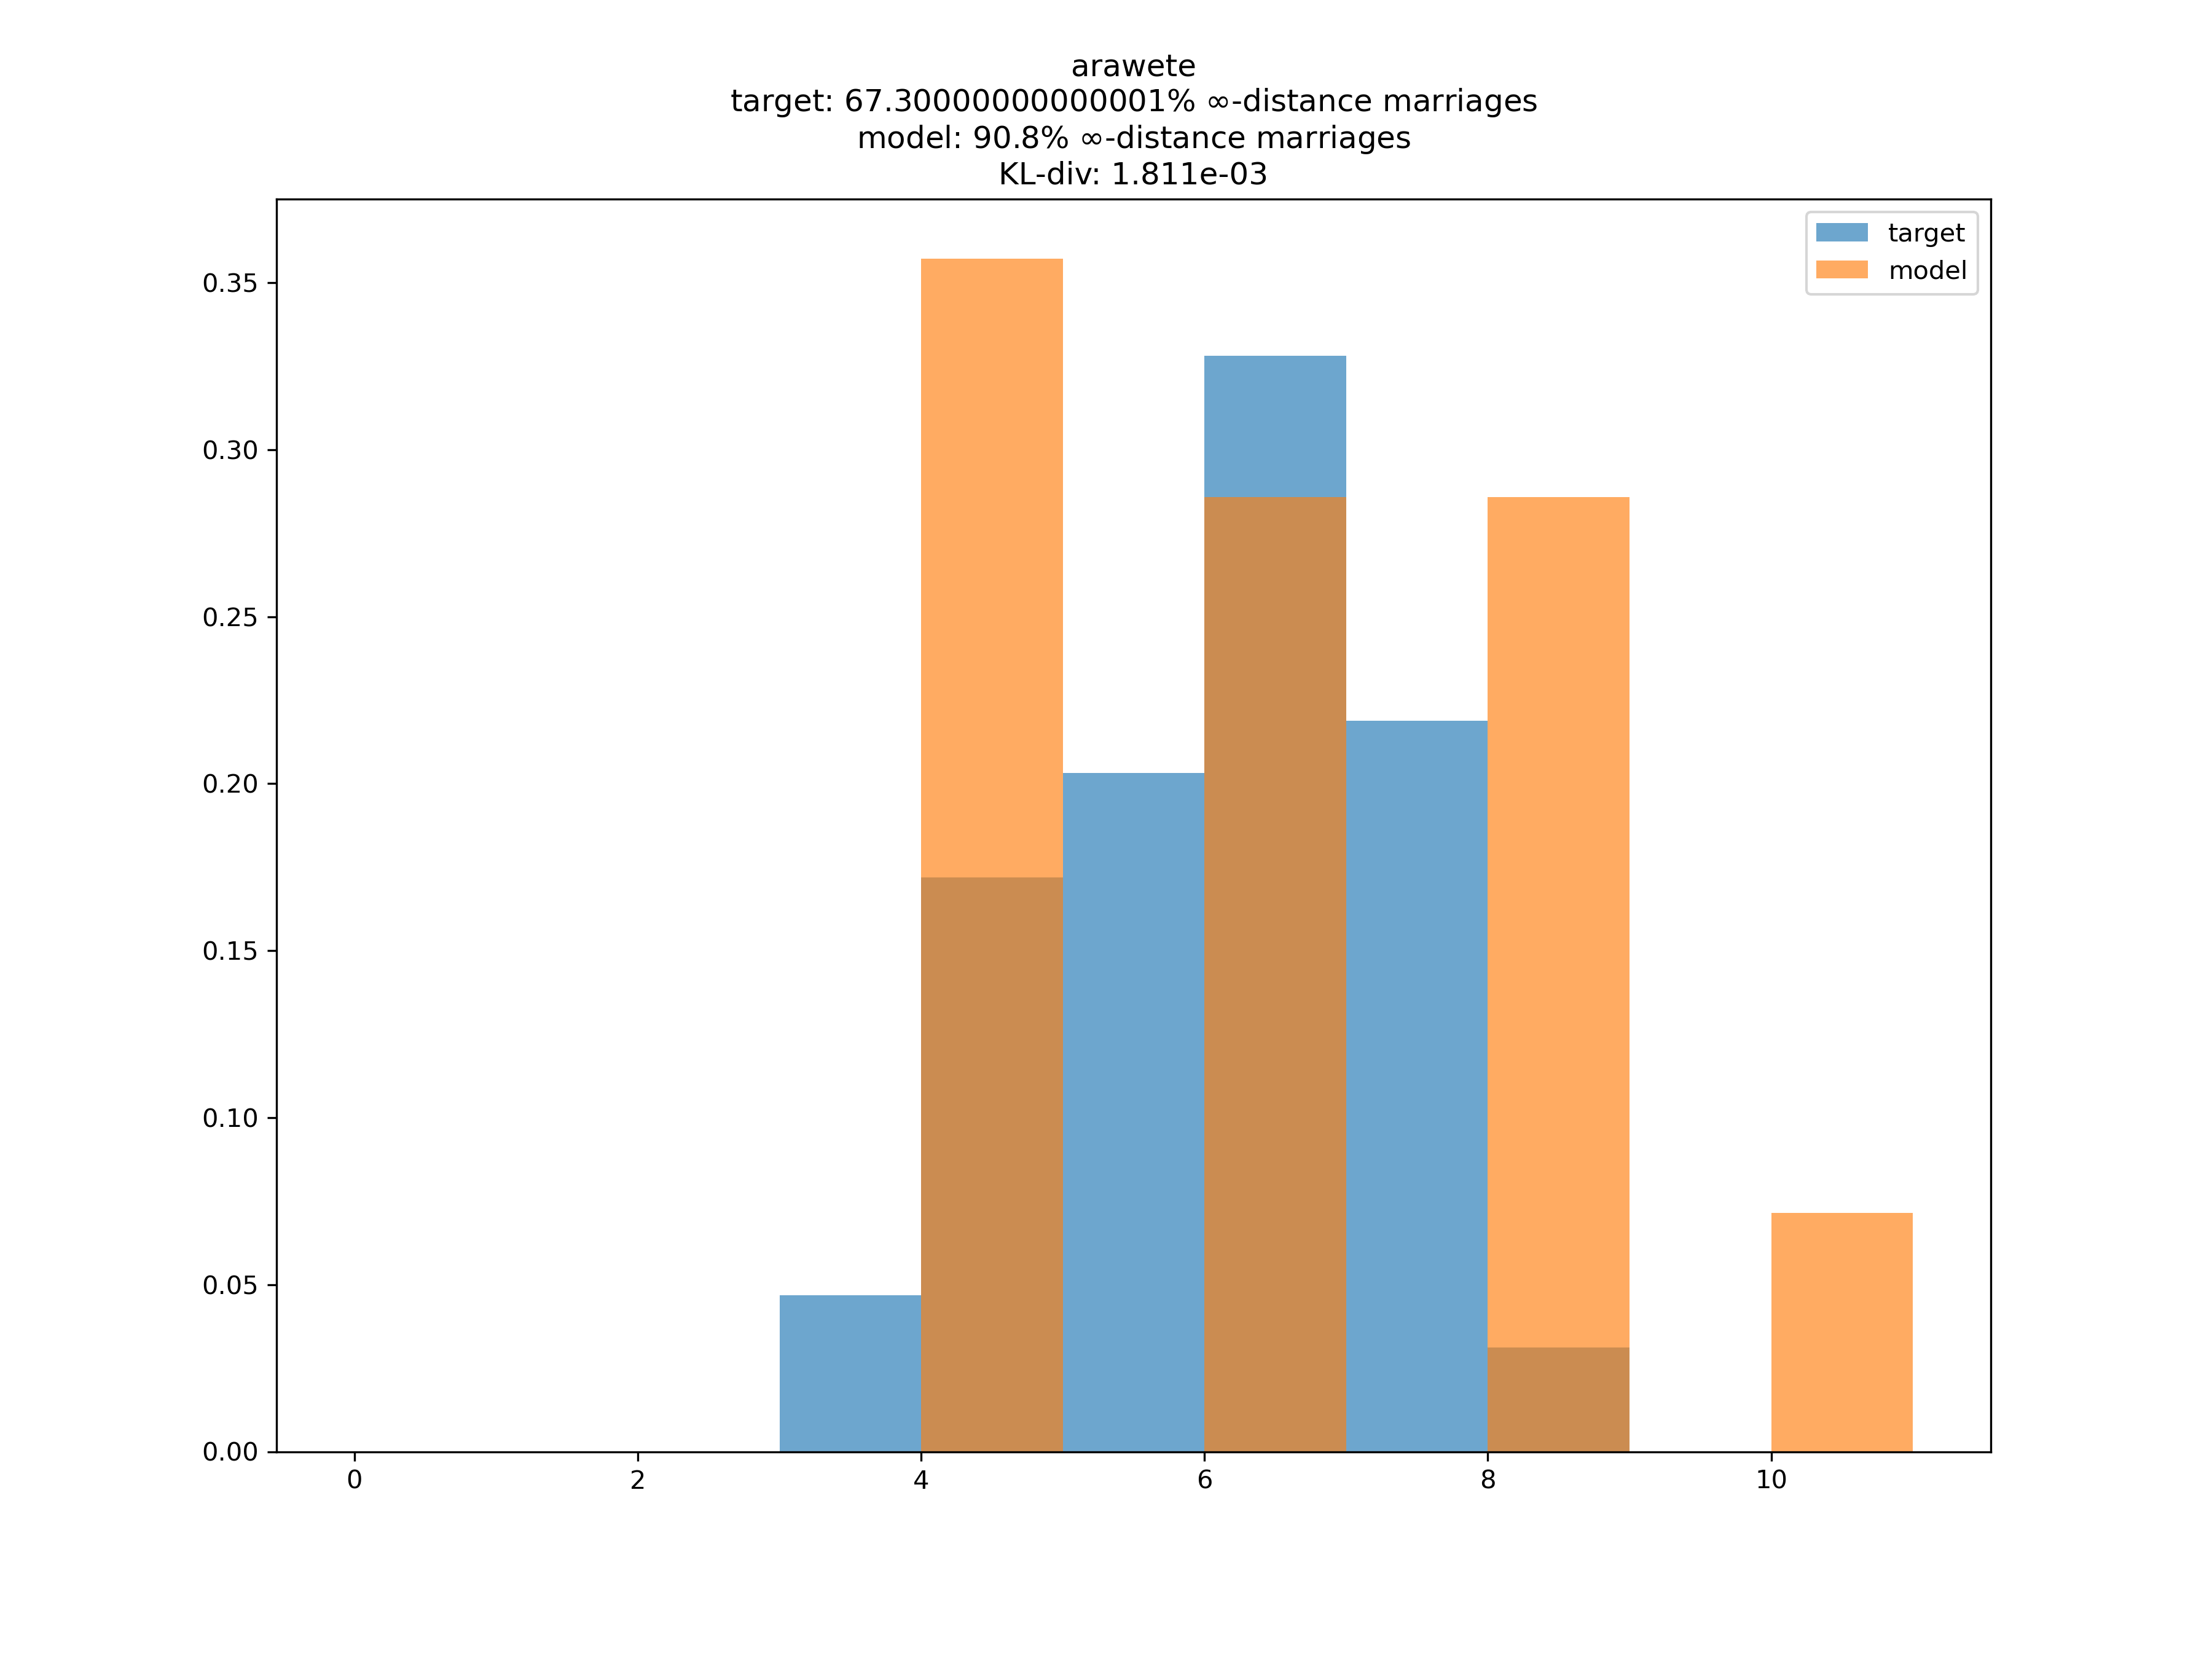 arawete
target: 67.30000000000001% ∞-distance marriages
model: 90.8% ∞-distance marriages
KL-div: 1.811e-03
target
model
0.35
0.30
0.25
0.20
0.15
0.10
0.05
0.00
0 2 4 6 8 10